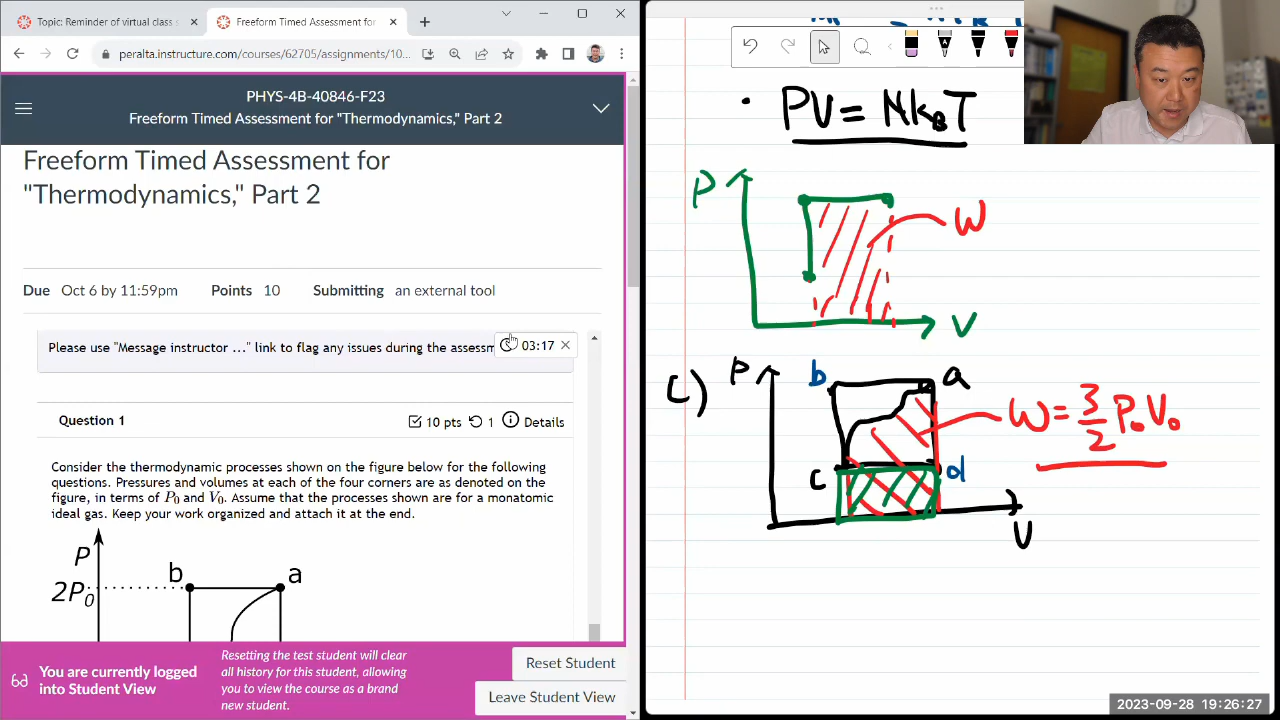 Topic: Reminder of virtual class s
Freeform Timed Assessment for
peralta.instructure.com/courses/62707/assignments/10...
PHYS-4B-40846-F23
Freeform Timed Assessment for "Thermodynamics," Part 2
Freeform Timed Assessment for
"Thermodynamics," Part 2
Due Oct 6 by 11:59pm Points 10 Submitting an external tool
Please use "Message instructor ..." link to flag any issues during the assessm
03:17
Question 1
10 pts 1 Details
Consider the thermodynamic processes shown on the figure below for the following
questions. Pressure and volumes at each of the four corners are as denoted on the
figure, in terms of P₀ and V₀. Assume that the processes shown are for a monatomic
ideal gas. Keep your work organized and attach it at the end.
P
b a
2P₀
You are currently logged
into Student View
Resetting the test student will clear
all history for this student, allowing
you to view the course as a brand
new student.
Reset Student
Leave Student View
PV = Nk_BT
P
W
V
C)
P
b
a
W = 3/2 P₀V₀
c
d
V
2023-09-28 19:26:27